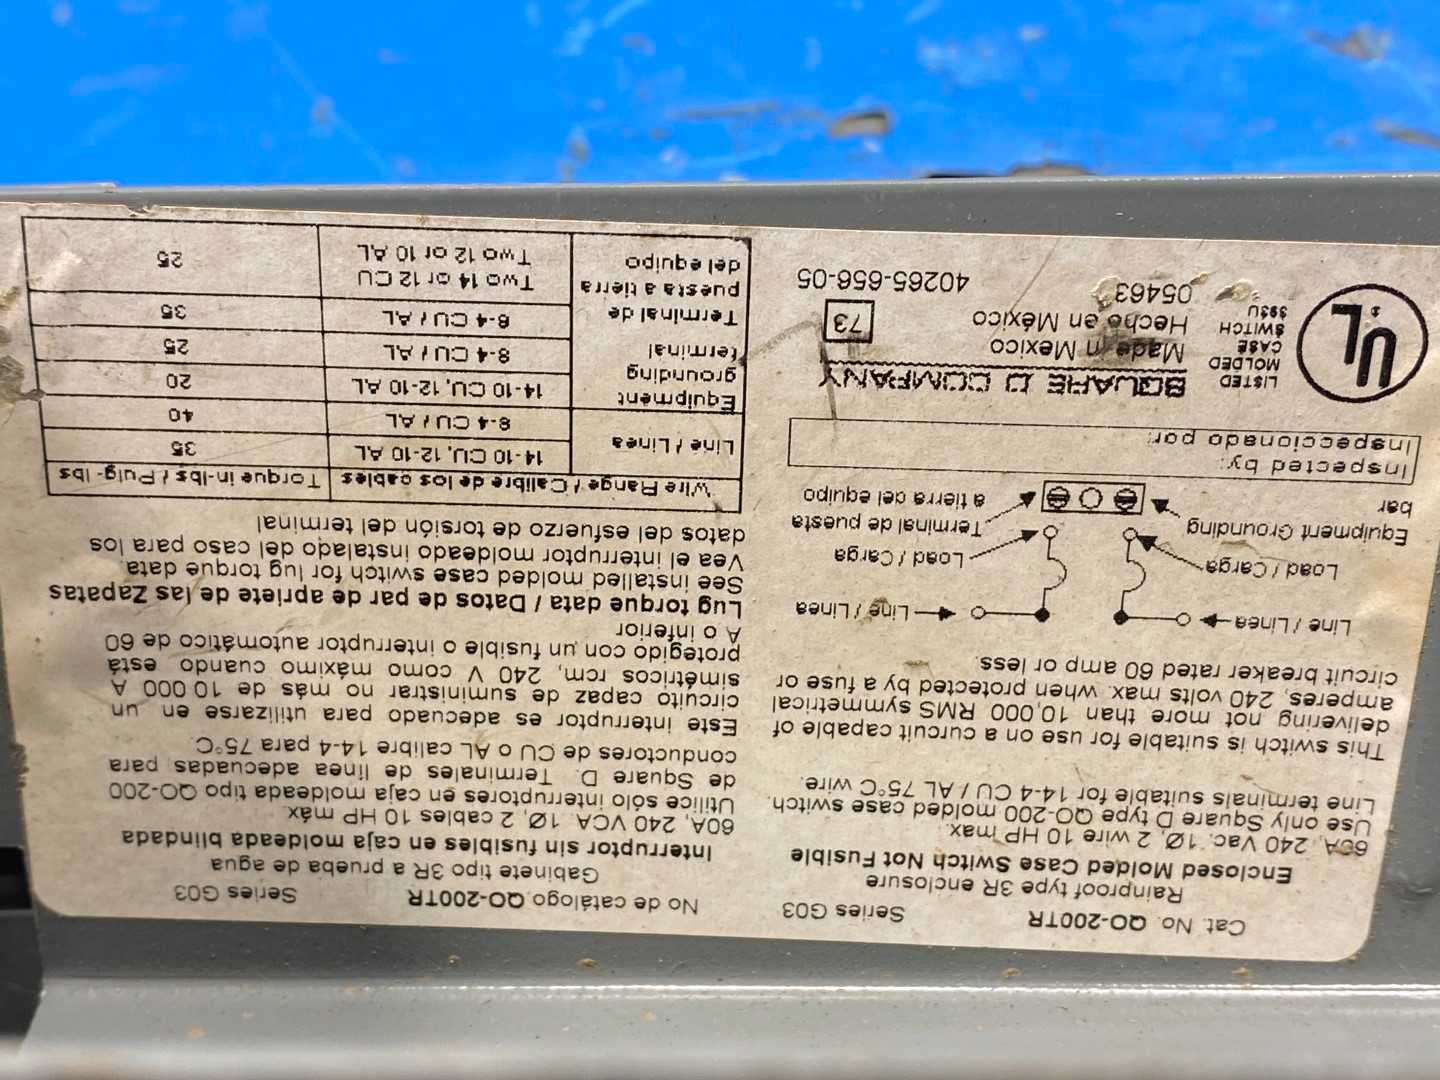 Cat. No. QO-200TR Series G03
Rainproof type 3R enclosure
Enclosed Molded Case Switch Not Fusible
60A, 240 Vac. 1Ø, 2 wire 10 HP max.
Use only Square D type QO-200 molded case switch.
Line terminals suitable for 14-4 CU / AL 75°C wire.
This switch is suitable for use on a curcuit capable of
delivering not more than 10,000 RMS symmetrical
amperes, 240 volts max. when protected by a fuse or
circuit breaker rated 60 amp or less.
Line / Linea
Line / Linea
Load / Carga
Load / Carga
Equipment Grounding
bar
Terminal de puesta
a tierra del equipo
Inspected by:
Inspeccionado por:
UL
LISTED
MOLDED
CASE
SWITCH
393U
SQUARE D COMPANY
Made in Mexico
Hecho en México
73
05463
40265-656-05
No de catálogo QO-200TR Series G03
Gabinete tipo 3R a prueba de agua
Interruptor sin fusibles en caja moldeada blindada
60A, 240 VCA 1Ø, 2 cables 10 HP máx.
Utilice sólo interruptores en caja moldeada tipo QO-200
de Square D. Terminales de línea adecuadas para
conductores de CU o AL calibre 14-4 para 75°C.
Este interruptor es adecuado para utilizarse en un
circuito capaz de suministrar no más de 10 000 A
simétricos rcm, 240 V como máximo cuando está
protegido con un fusible o interruptor automático de 60
A o inferior
Lug torque data / Datos de par de apriete de las Zapatas
See installed molded case switch for lug torque data.
Vea el interruptor moldeado instalado del caso para los
datos del esfuerzo de torsión del terminal
Wire Range / Calibre de los cables Torque in-lbs / Pulg-lbs
Line / Linea 14-10 CU, 12-10 AL 35
8-4 CU / AL 40
Equipment
grounding
terminal
Terminal de
puesta a tierra
del equipo
14-10 CU, 12-10 AL 20
8-4 CU / AL 25
8-4 CU / AL 35
Two 14 or 12 CU
Two 12 or 10 AL 25